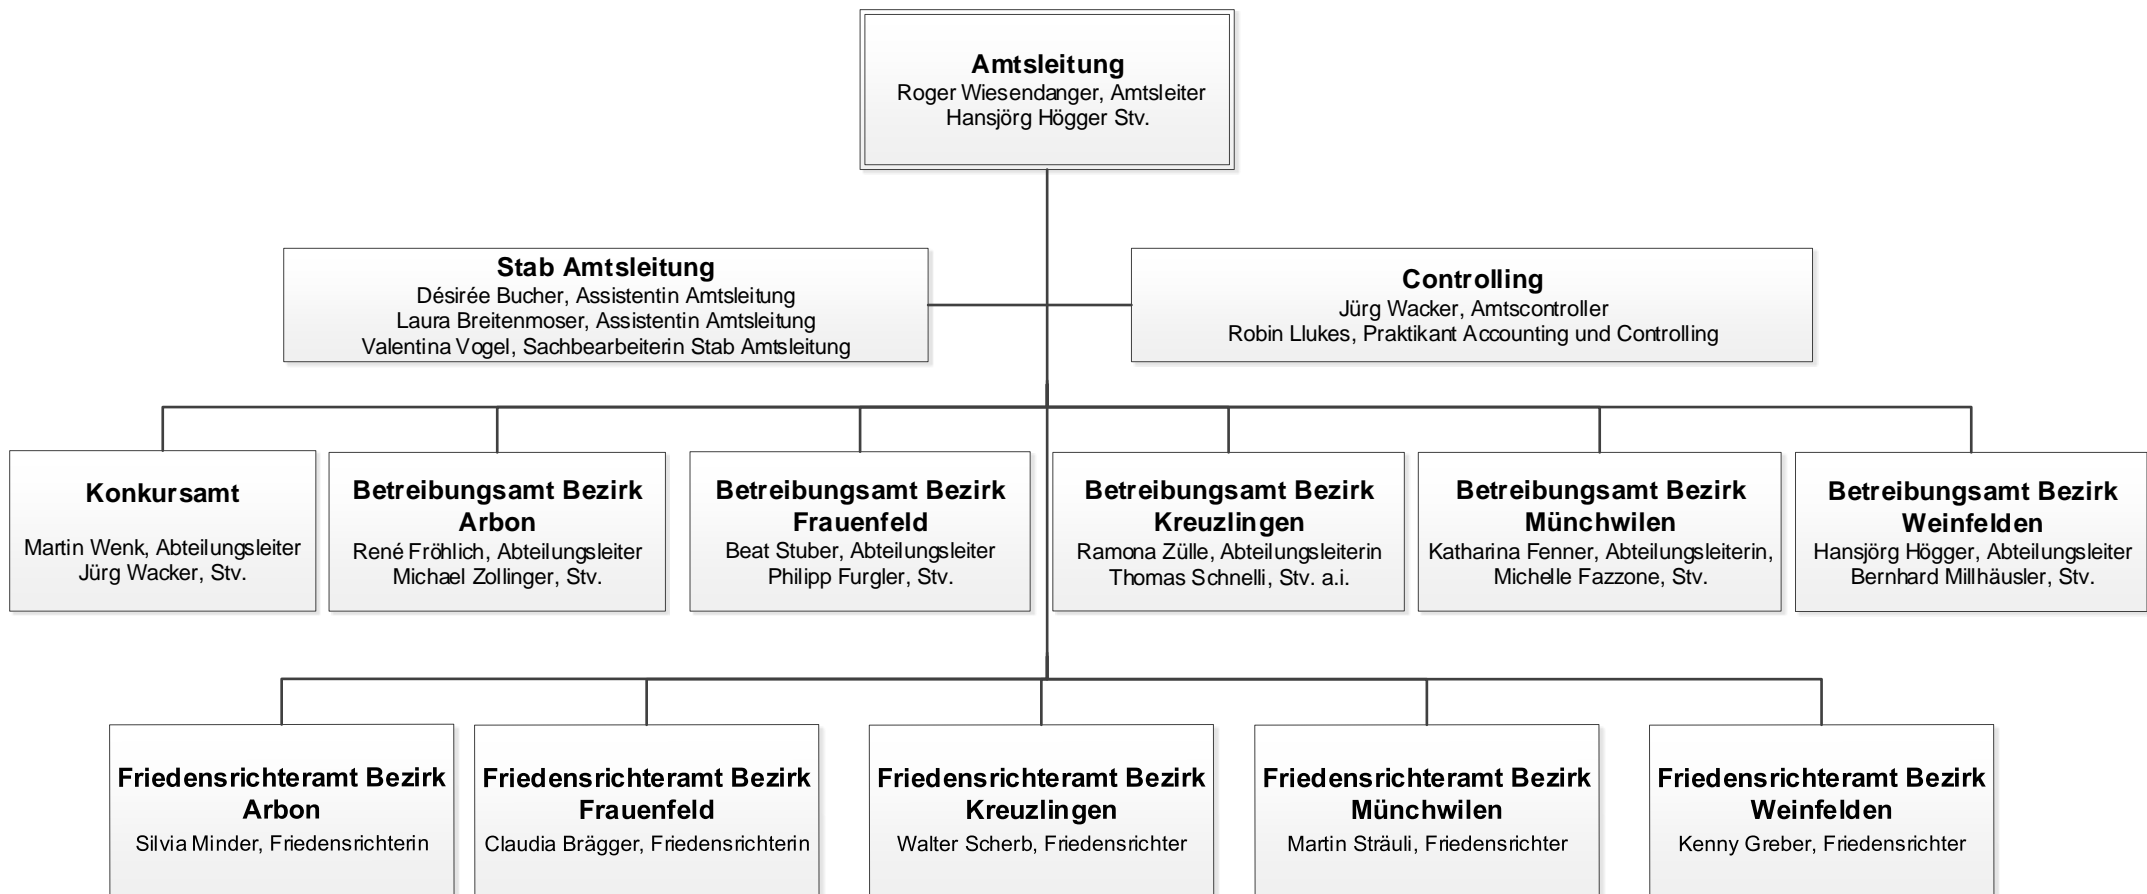 Amtsleitung
Roger Wiesendanger, Amtsleiter
Hansjörg Högger Stv.
Stab Amtsleitung
Désirée Bucher, Assistentin Amtsleitung
Laura Breitenmoser, Assistentin Amtsleitung
Valentina Vogel, Sachbearbeiterin Stab Amtsleitung
Controlling
Jürg Wacker, Amtscontroller
Robin Llukes, Praktikant Accounting und Controlling
Konkursamt
Martin Wenk, Abteilungsleiter
Jürg Wacker, Stv.
Betreibungsamt Bezirk
Arbon
René Fröhlich, Abteilungsleiter
Michael Zollinger, Stv.
Betreibungsamt Bezirk
Frauenfeld
Beat Stuber, Abteilungsleiter
Philipp Furgler, Stv.
Betreibungsamt Bezirk
Kreuzlingen
Ramona Zülle, Abteilungsleiterin
Thomas Schnelli, Stv. a.i.
Betreibungsamt Bezirk
Münchwilen
Katharina Fenner, Abteilungsleiterin,
Michelle Fazzone, Stv.
Betreibungsamt Bezirk
Weinfelden
Hansjörg Högger, Abteilungsleiter
Bernhard Millhäusler, Stv.
Friedensrichteramt Bezirk
Arbon
Silvia Minder, Friedensrichterin
Friedensrichteramt Bezirk
Frauenfeld
Claudia Brägger, Friedensrichterin
Friedensrichteramt Bezirk
Kreuzlingen
Walter Scherb, Friedensrichter
Friedensrichteramt Bezirk
Münchwilen
Martin Sträuli, Friedensrichter
Friedensrichteramt Bezirk
Weinfelden
Kenny Greber, Friedensrichter